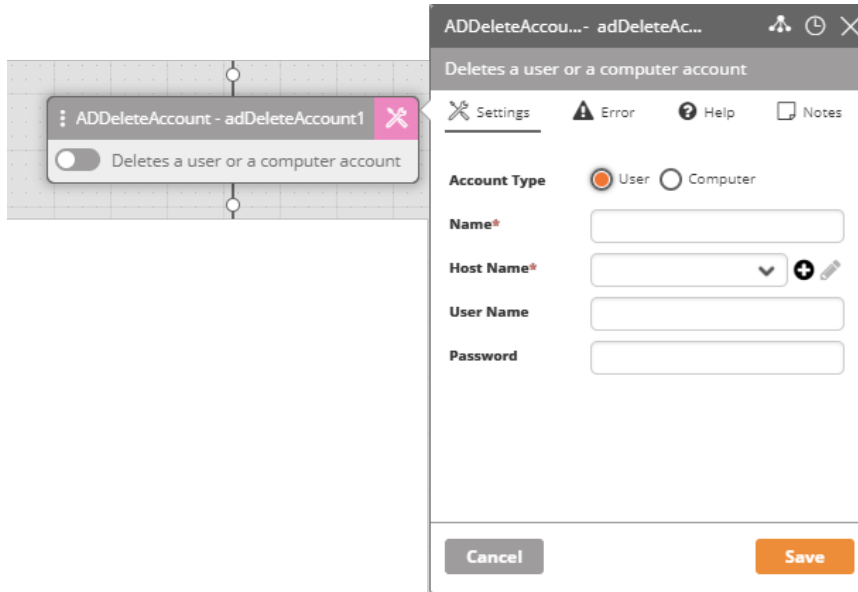 ADDeleteAccount - adDeleteAccount1
Deletes a user or a computer account
ADDeleteAccou...- adDeleteAc...
Deletes a user or a computer account
Settings Error Help Notes
Account Type User Computer
Name*
Host Name*
User Name
Password
Cancel Save